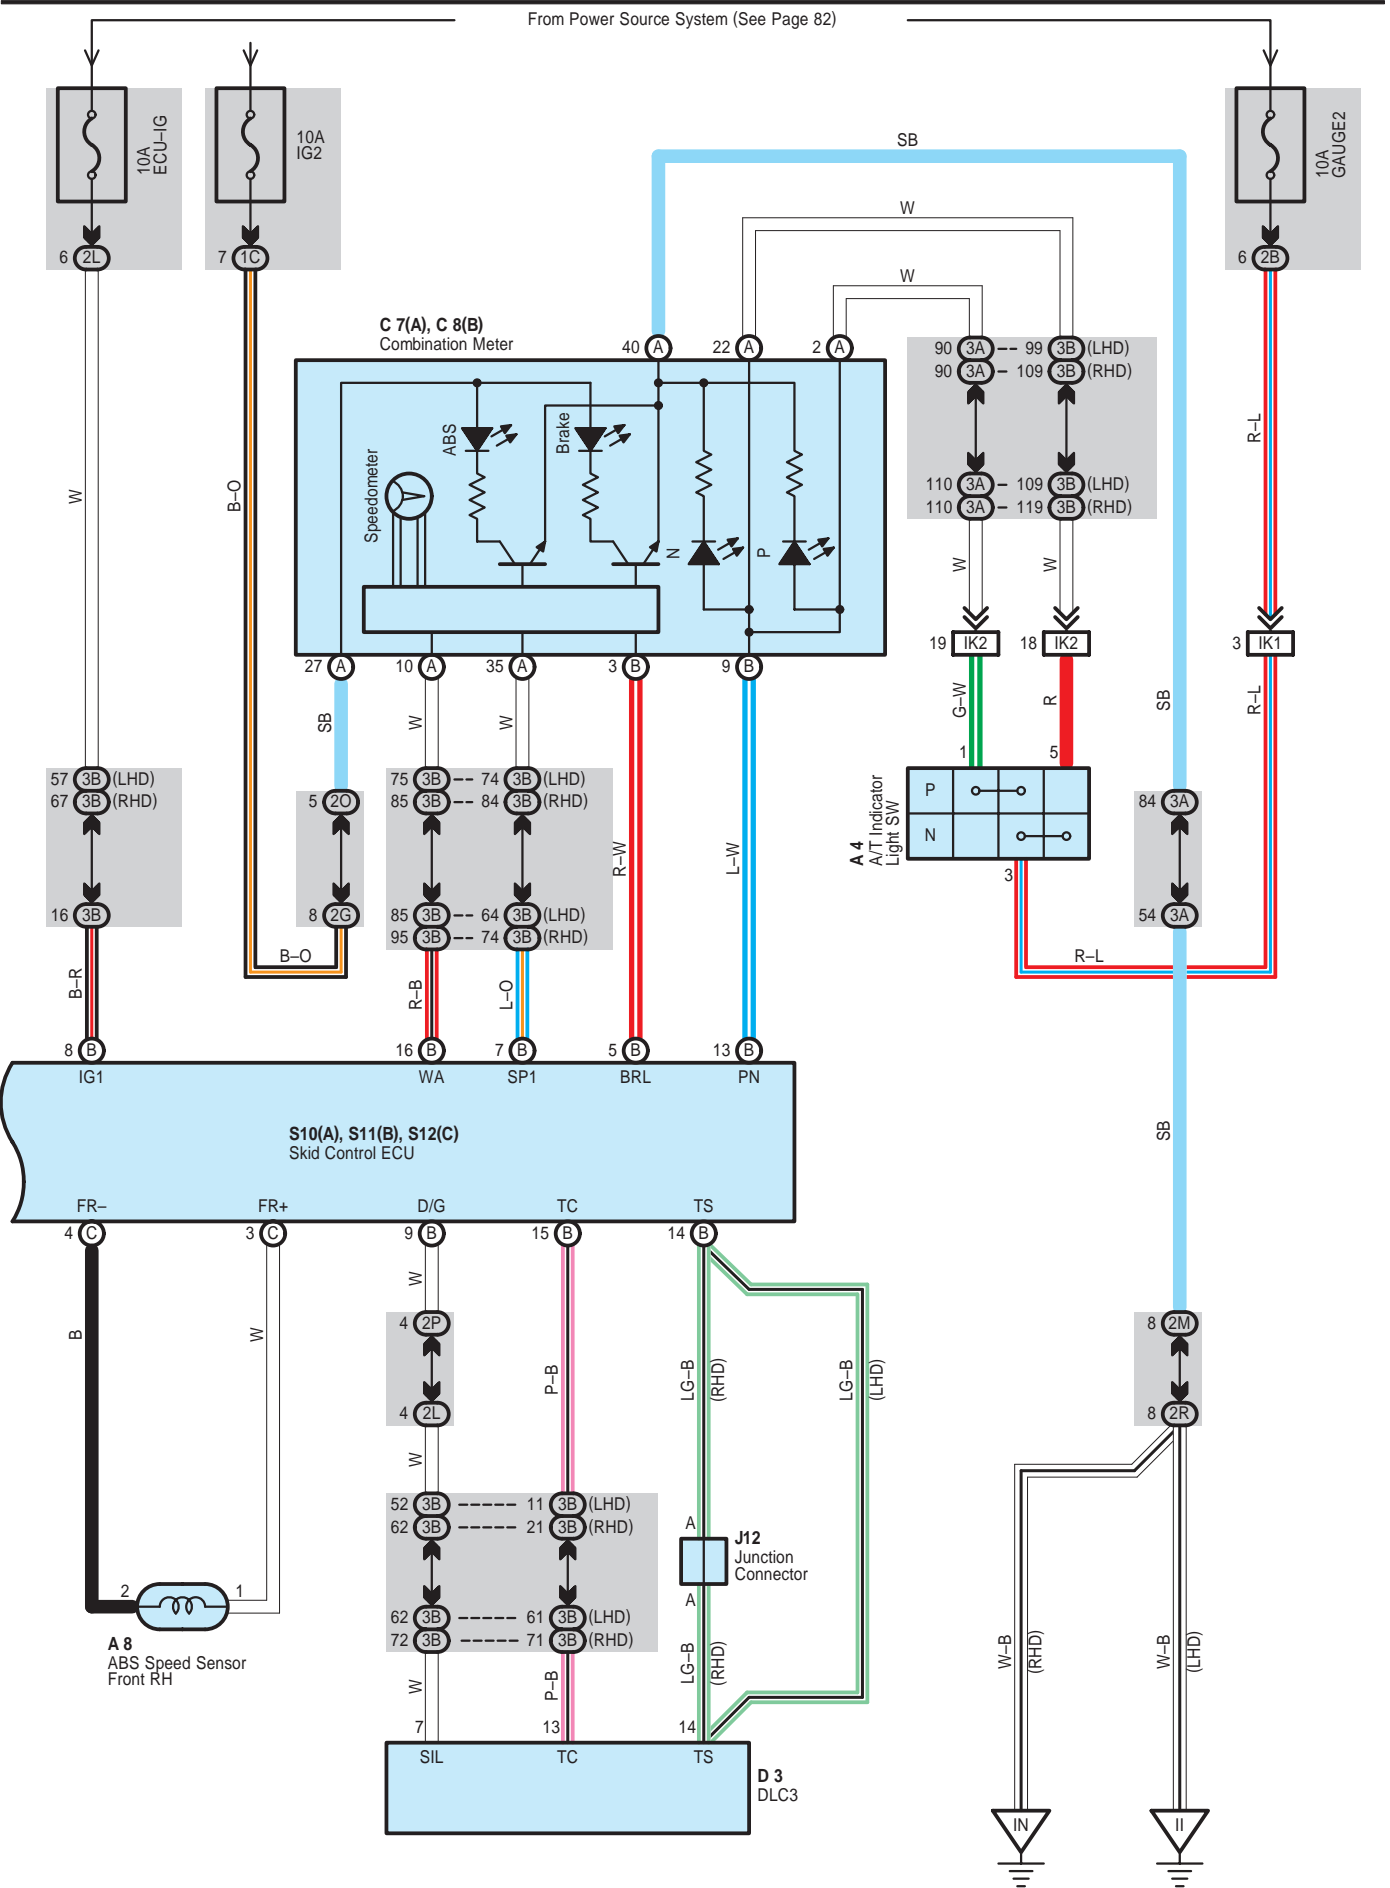 From Power Source System (See Page 82)
10A
ECU–IG
10A
IG2
10A
GAUGE2
6 2L
7 1C
6 2B
SB
W
W
C 7(A), C 8(B)
Combination Meter
40 A
22 A
2 A
90 3A 99 3B (LHD)
90 3A 109 3B (RHD)
ABS
Brake
Speedometer
N
P
W
B–O
R–L
110 3A 109 3B (LHD)
110 3A 119 3B (RHD)
W
W
19 IK2
18 IK2
3 IK1
27 A
10 A
35 A
3 B
9 B
SB
W
W
G–W
R
SB
R–L
1
5
57 3B (LHD)
67 3B (RHD)
5 2O
75 3B 74 3B (LHD)
85 3B 84 3B (RHD)
P
N
A 4
A/T Indicator
Light SW
84 3A
R–W
L–W
3
16 3B
8 2G
85 3B 64 3B (LHD)
95 3B 74 3B (RHD)
54 3A
B–O
R–L
B–R
R–B
L–O
8 B
16 B
7 B
5 B
13 B
IG1
WA
SP1
BRL
PN
S10(A), S11(B), S12(C)
Skid Control ECU
SB
FR–
FR+
D/G
TC
TS
4 C
3 C
9 B
15 B
14 B
W
B
W
4 2P
8 2M
P–B
LG–B
(RHD)
LG–B
(LHD)
4 2L
8 2R
W
52 3B 11 3B (LHD)
62 3B 21 3B (RHD)
A
J12
Junction
Connector
A
2
1
62 3B 61 3B (LHD)
72 3B 71 3B (RHD)
A 8
ABS Speed Sensor
Front RH
W
P–B
LG–B
(RHD)
W–B
(RHD)
W–B
(LHD)
7
13
14
SIL
TC
TS
D 3
DLC3
IN
II